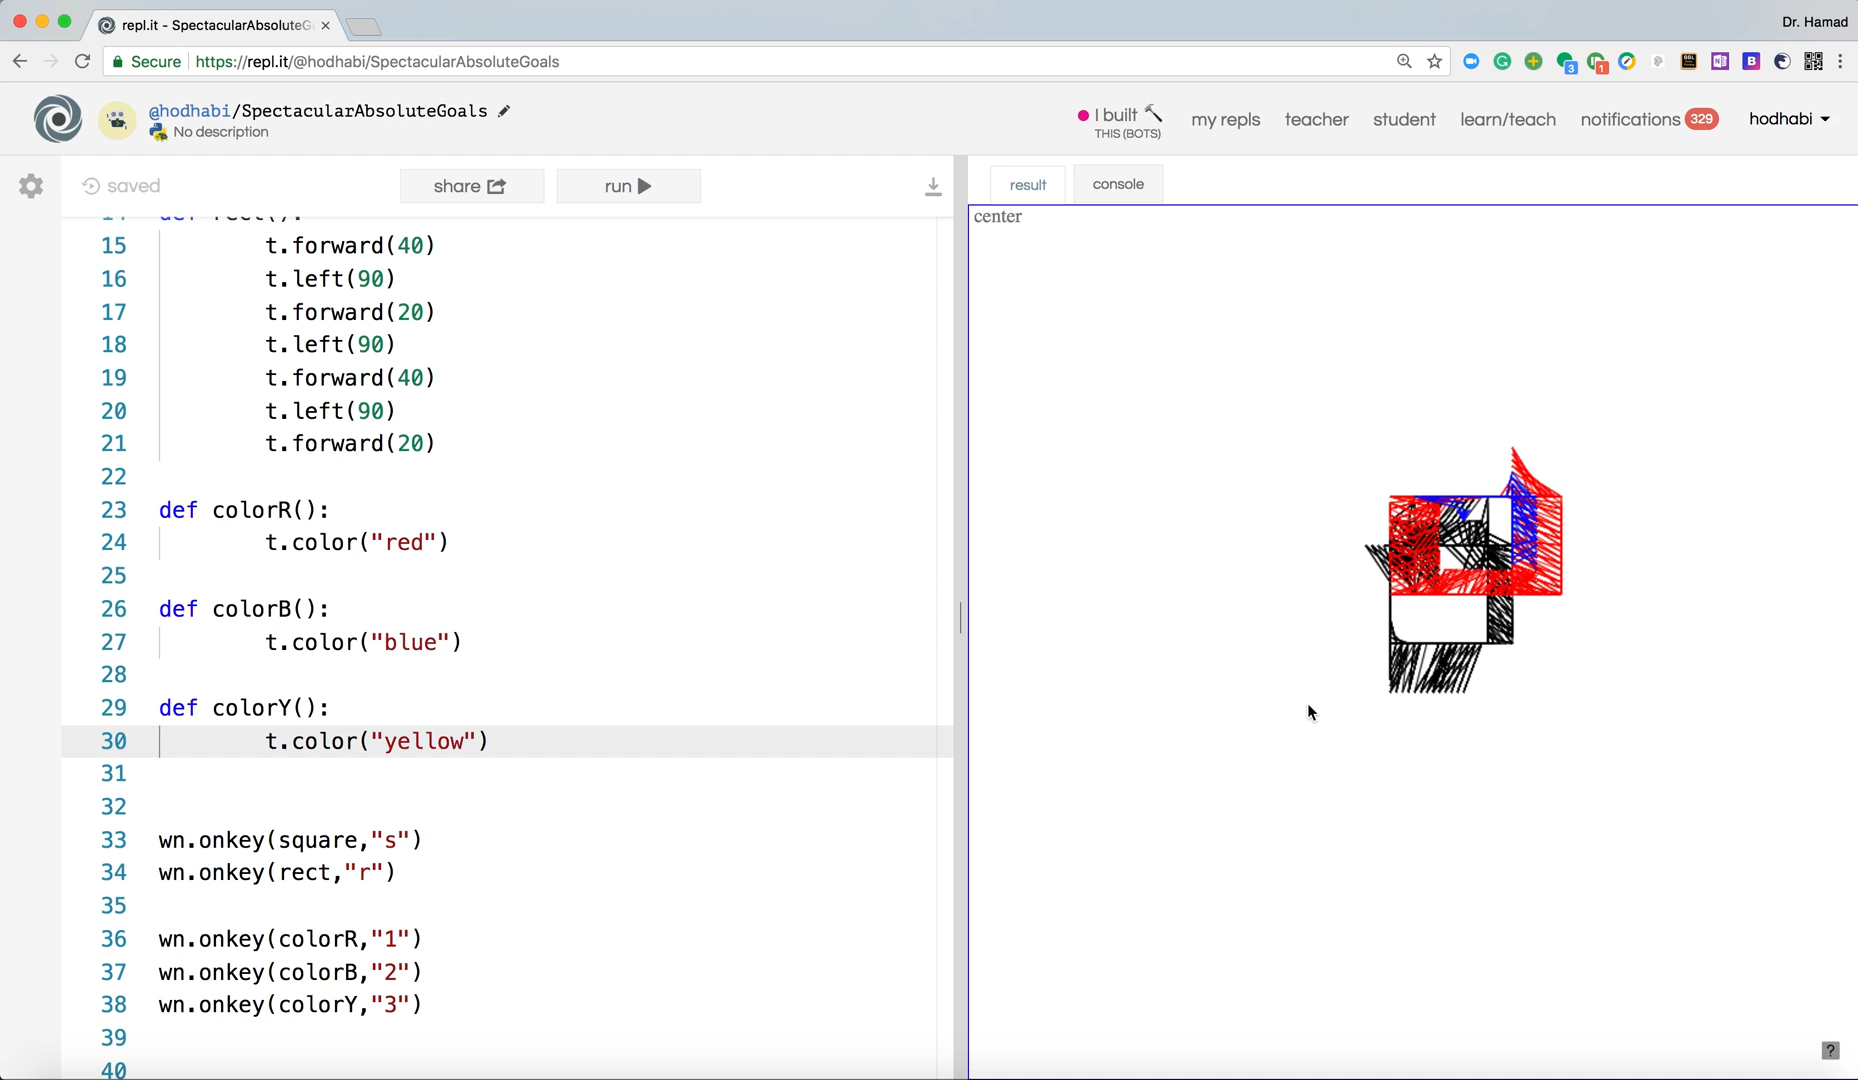 repl.it - SpectacularAbsoluteG
Dr. Hamad
Secure
https://repl.it/@hodhabi/SpectacularAbsoluteGoals
3
1
@hodhabi/SpectacularAbsoluteGoals
No description
I built
THIS (BOTS)
my repls
teacher
student
learn/teach
notifications 329
hodhabi
saved
share
run
result
console
center
14 def rect():
15 t.forward(40)
16 t.left(90)
17 t.forward(20)
18 t.left(90)
19 t.forward(40)
20 t.left(90)
21 t.forward(20)
22
23 def colorR():
24 t.color("red")
25
26 def colorB():
27 t.color("blue")
28
29 def colorY():
30 t.color("yellow")
31
32
33 wn.onkey(square,"s")
34 wn.onkey(rect,"r")
35
36 wn.onkey(colorR,"1")
37 wn.onkey(colorB,"2")
38 wn.onkey(colorY,"3")
39
40
?